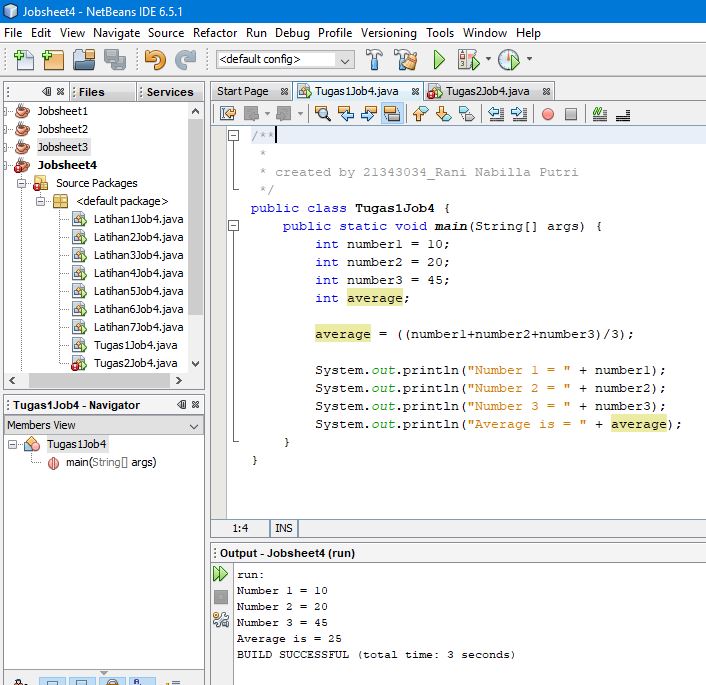 Jobsheet4 - NetBeans IDE 6.5.1
File Edit View Navigate Source Refactor Run Debug Profile Versioning Tools Window Help
<default config>
Files
Services
Jobsheet1
Jobsheet2
Jobsheet3
Jobsheet4
Source Packages
<default package>
Latihan1Job4.java
Latihan2Job4.java
Latihan3Job4.java
Latihan4Job4.java
Latihan5Job4.java
Latihan6Job4.java
Latihan7Job4.java
Tugas1Job4.java
Tugas2Job4.java
Tugas1Job4 - Navigator
Members View
Tugas1Job4
main(String[] args)
Start Page Tugas1Job4.java Tugas2Job4.java
/**
*
* created by 21343034_Rani Nabilla Putri
*/
public class Tugas1Job4 {
public static void main(String[] args) {
int number1 = 10;
int number2 = 20;
int number3 = 45;
int average;
average = ((number1+number2+number3)/3);
System.out.println("Number 1 = " + number1);
System.out.println("Number 2 = " + number2);
System.out.println("Number 3 = " + number3);
System.out.println("Average is = " + average);
}
}
1:4 INS
Output - Jobsheet4 (run)
run:
Number 1 = 10
Number 2 = 20
Number 3 = 45
Average is = 25
BUILD SUCCESSFUL (total time: 3 seconds)